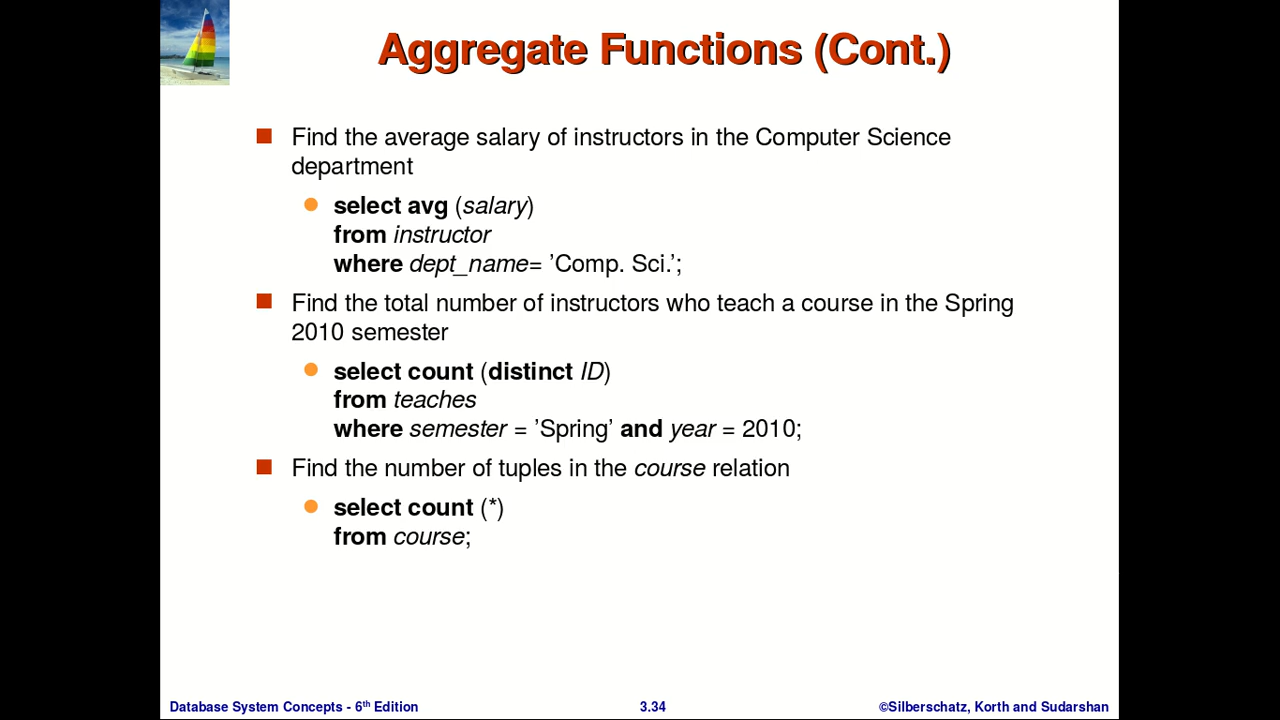 Aggregate Functions (Cont.)
Find the average salary of instructors in the Computer Science
department
select avg (salary)
from instructor
where dept_name= ’Comp. Sci.’;
Find the total number of instructors who teach a course in the Spring
2010 semester
select count (distinct ID)
from teaches
where semester = ’Spring’ and year = 2010;
Find the number of tuples in the course relation
select count (*)
from course;
Database System Concepts - 6th Edition
3.34
©Silberschatz, Korth and Sudarshan